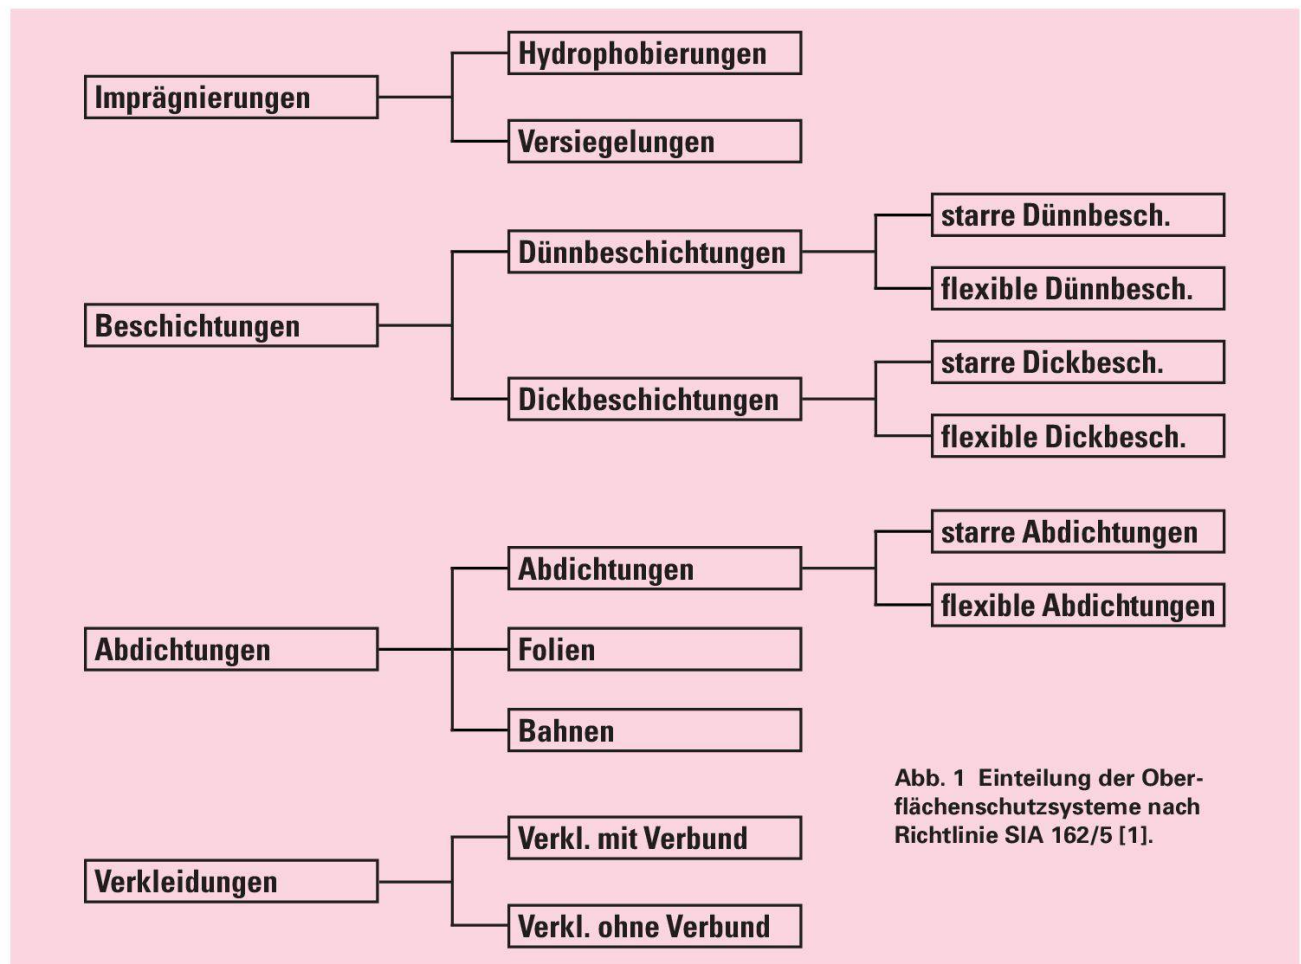 Imprägnierungen
Hydrophobierungen
Versiegelungen
Beschichtungen
Dünnbeschichtungen
starre Dünnbesch.
flexible Dünnbesch.
Dickbeschichtungen
starre Dickbesch.
flexible Dickbesch.
Abdichtungen
Abdichtungen
starre Abdichtungen
flexible Abdichtungen
Folien
Bahnen
Verkleidungen
Verkl. mit Verbund
Verkl. ohne Verbund
Abb. 1 Einteilung der Ober-
flächenschutzsysteme nach
Richtlinie SIA 162/5 [1].